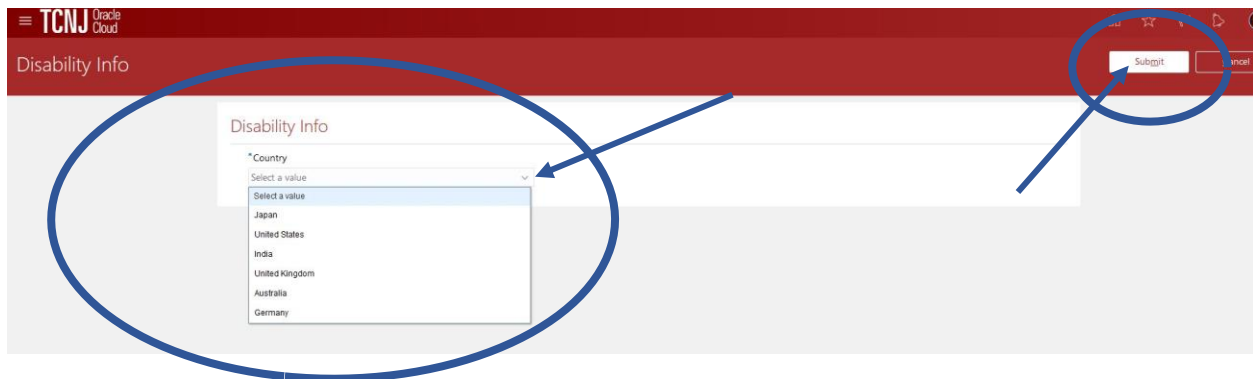 TCNJ Oracle Cloud
Disability Info
Submit
Cancel
Disability Info
*Country
Select a value
Select a value
Japan
United States
India
United Kingdom
Australia
Germany